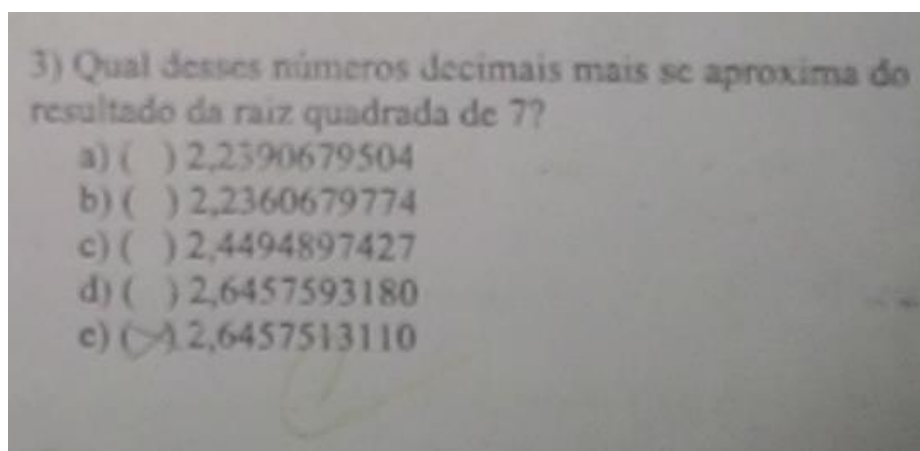 3) Qual desses números decimais mais se aproxima do
resultado da raiz quadrada de 7?
a) ( ) 2,2390679504
b) ( ) 2,2360679774
c) ( ) 2,4494897427
d) ( ) 2,6457593180
e) (X) 2,6457513110